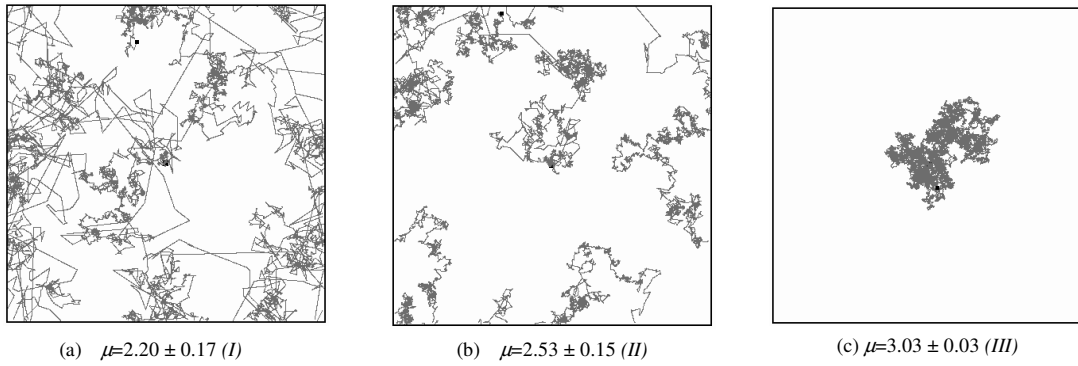 (a) μ=2.20 ± 0.17 (I)
(b) μ=2.53 ± 0.15 (II)
(c) μ=3.03 ± 0.03 (III)